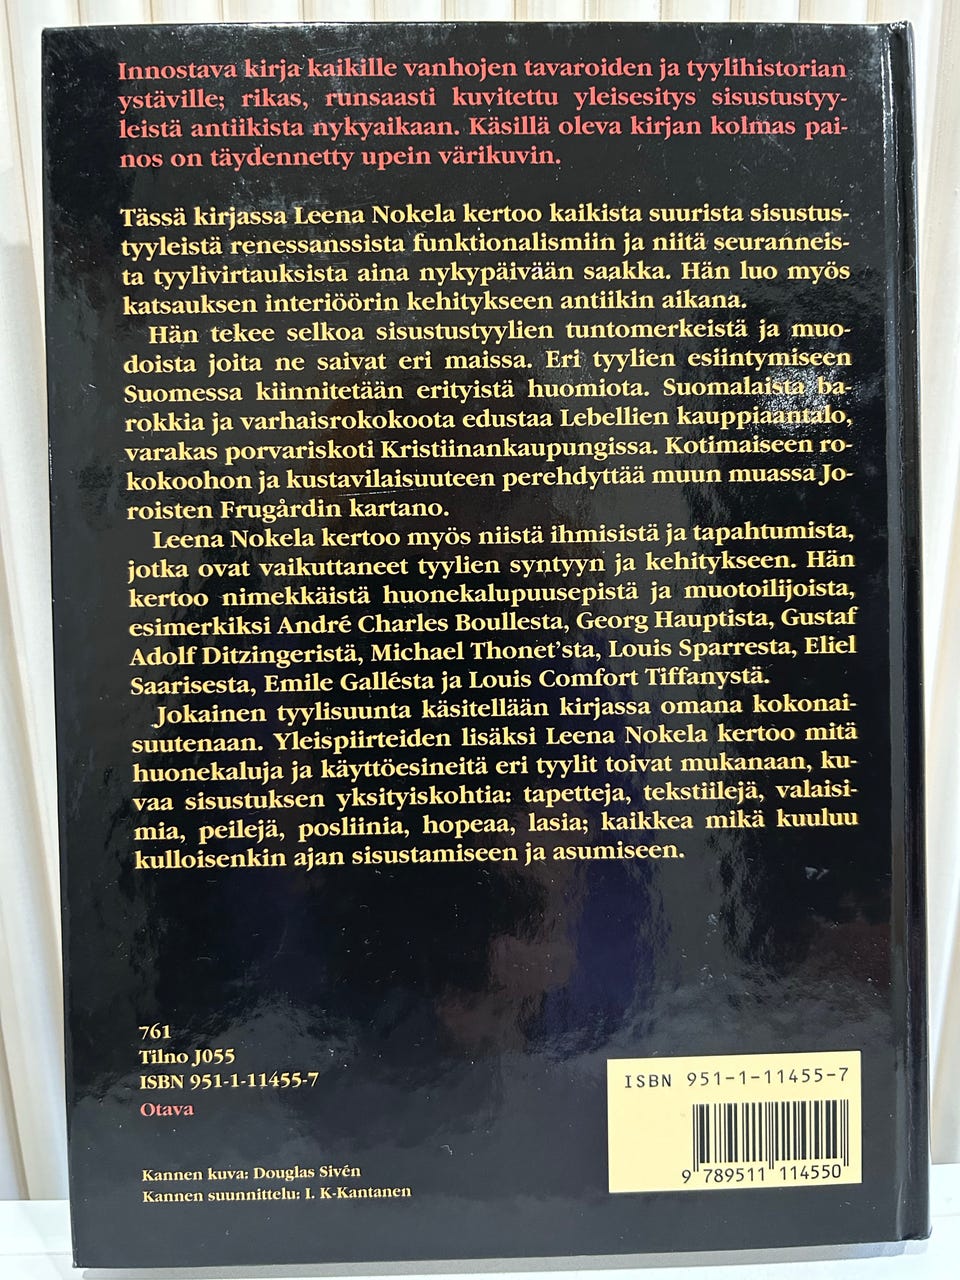 Innostava kirja kaikille vanhojen tavaroiden ja tyylihistorian
ystäville; rikas, runsaasti kuvitettu yleisesitys sisustustyy-
leistä antiikista nykyaikaan. Käsillä oleva kirjan kolmas pai-
nos on täydennetty upein värikuvin.
Tässä kirjassa Leena Nokela kertoo kaikista suurista sisustus-
tyyleistä renessanssista funktionalismiin ja niitä seuranneis-
ta tyylivirtauksista aina nykypäivään saakka. Hän luo myös
katsauksen interiöörin kehitykseen antiikin aikana.
Hän tekee selkoa sisustustyylien tuntomerkeistä ja muo-
doista joita ne saivat eri maissa. Eri tyylien esiintymiseen
Suomessa kiinnitetään erityistä huomiota. Suomalaista ba-
rokkia ja varhaisrokokoota edustaa Lebellien kauppiaantalo,
varakas porvariskoti Kristiinankaupungissa. Kotimaiseen ro-
kokoohon ja kustavilaisuuteen perehdyttää muun muassa Jo-
roisten Frugårdin kartano.
Leena Nokela kertoo myös niistä ihmisistä ja tapahtumista,
jotka ovat vaikuttaneet tyylien syntyyn ja kehitykseen. Hän
kertoo nimekkäistä huonekalupuusepistä ja muotoilijoista,
esimerkiksi André Charles Boullesta, Georg Hauptista, Gustaf
Adolf Ditzingeristä, Michael Thonet'sta, Louis Sparresta, Eliel
Saarisesta, Emile Gallésta ja Louis Comfort Tiffanystä.
Jokainen tyylisuunta käsitellään kirjassa omana kokonai-
suutenaan. Yleispiirteiden lisäksi Leena Nokela kertoo mitä
huonekaluja ja käyttöesineitä eri tyylit toivat mukanaan, ku-
vaa sisustuksen yksityiskohtia: tapetteja, tekstiilejä, valaisi-
mia, peilejä, posliinia, hopeaa, lasia; kaikkea mikä kuuluu
kulloisenkin ajan sisustamiseen ja asumiseen.
761
Tilno J055
ISBN 951-1-11455-7
Otava
Kannen kuva: Douglas Sivén
Kannen suunnittelu: I. K-Kantanen
ISBN 951-1-11455-7
9 789511 114550